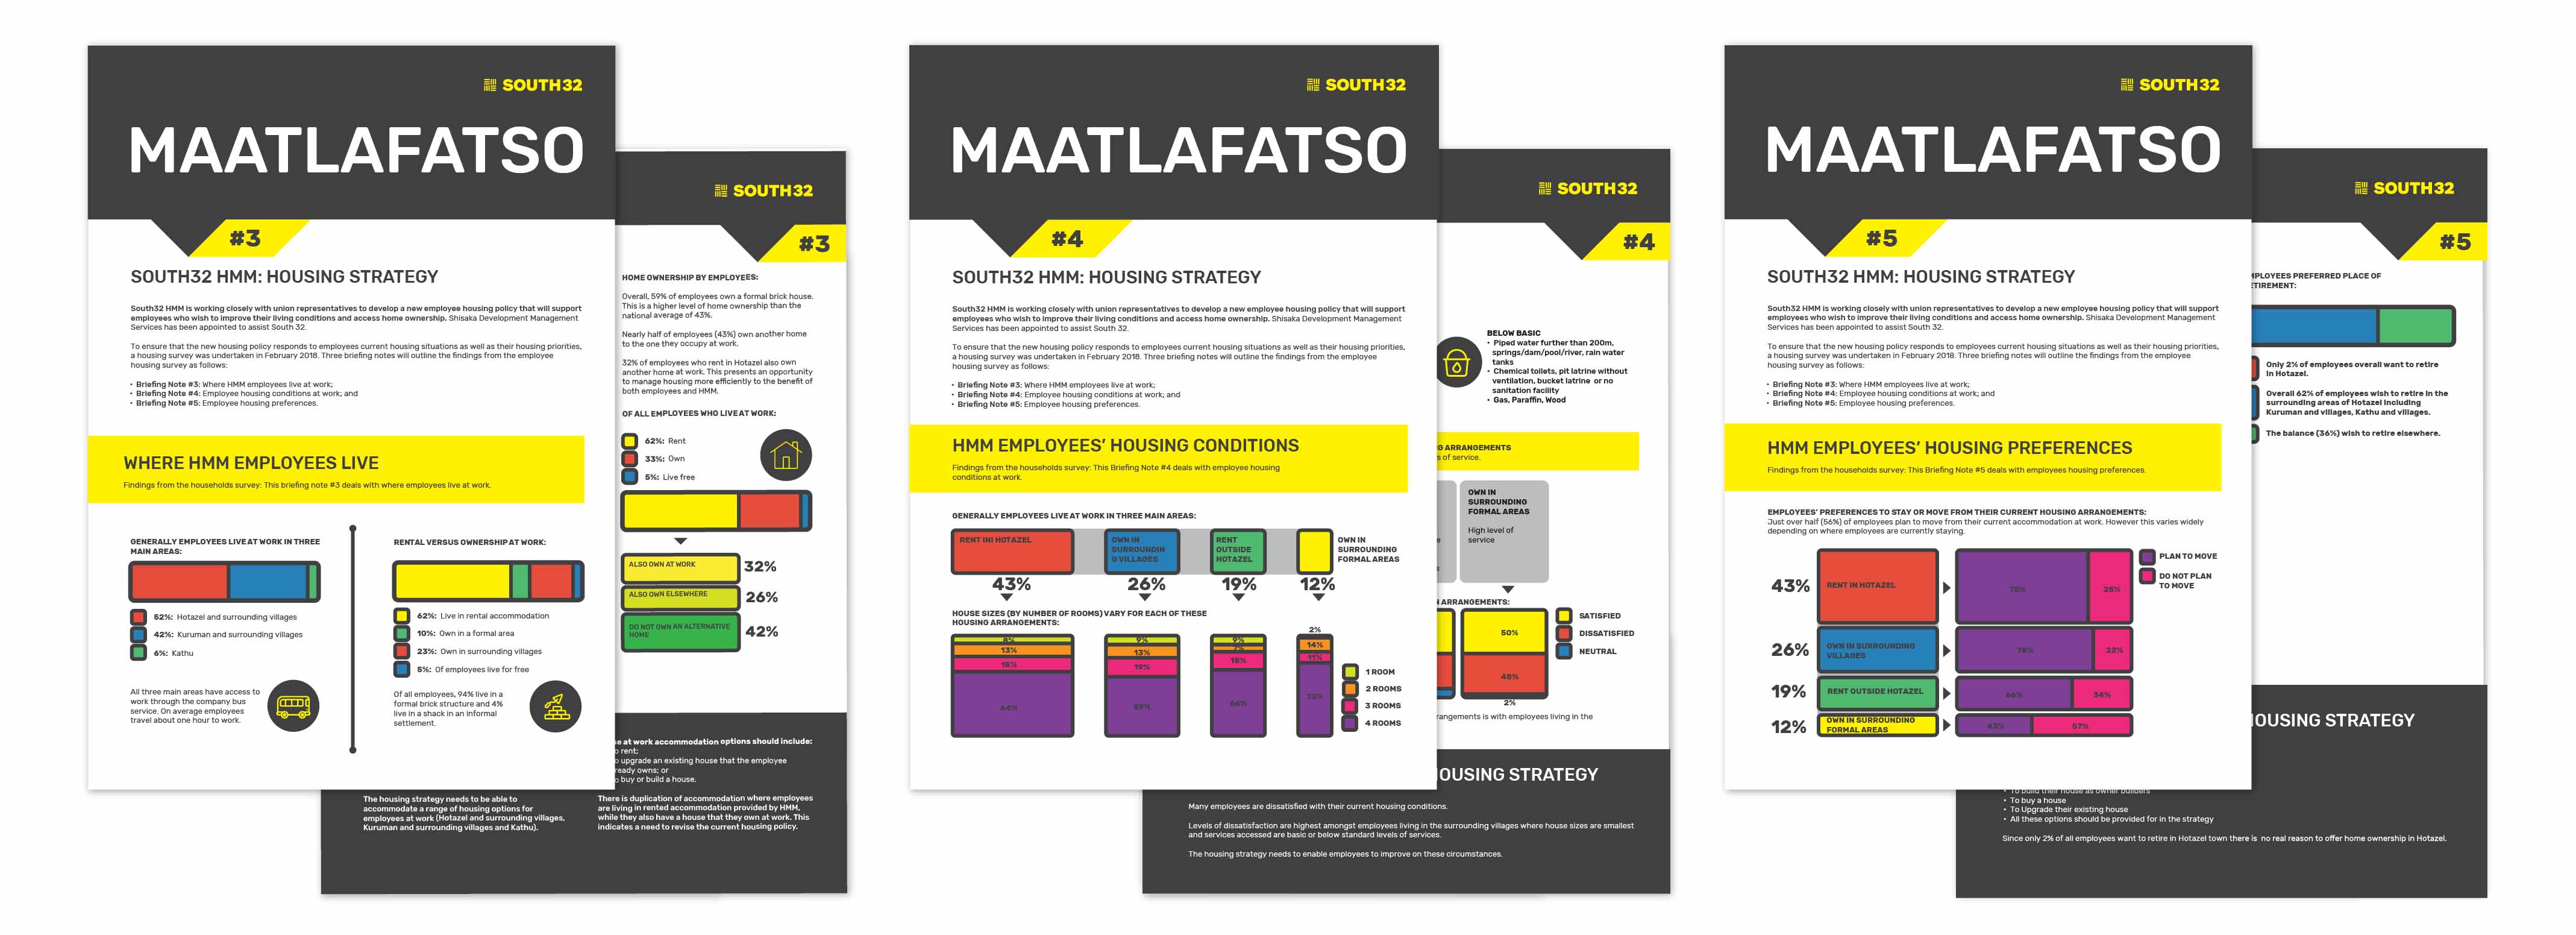 SOUTH32
MAATLAFATSO
#3
SOUTH32 HMM: HOUSING STRATEGY
South32 HMM is working closely with union representatives to develop a new employee housing policy that will support
employees who wish to improve their living conditions and access home ownership. Shisaka Development Management
Services has been appointed to assist South 32.
To ensure that the new housing policy responds to employees current housing situations as well as their housing priorities,
a housing survey was undertaken in February 2018. Three briefing notes will outline the findings from the employee
housing survey as follows:
• Briefing Note #3: Where HMM employees live at work;
• Briefing Note #4: Employee housing conditions at work; and
• Briefing Note #5: Employee housing preferences.
WHERE HMM EMPLOYEES LIVE
Findings from the households survey: This briefing note #3 deals with where employees live at work.
GENERALLY EMPLOYEES LIVE AT WORK IN THREE
MAIN AREAS:
52%: Hotazel and surrounding villages
42%: Kuruman and surrounding villages
6%: Kathu
All three main areas have access to
work through the company bus
service. On average employees
travel about one hour to work.
RENTAL VERSUS OWNERSHIP AT WORK:
62%: Live in rental accommodation
10%: Own in a formal area
23%: Own in surrounding villages
5%: Of employees live for free
Of all employees, 94% live in a
formal brick structure and 4%
live in a shack in an informal
settlement.
SOUTH32
#3
HOME OWNERSHIP BY EMPLOYEES:
Overall, 59% of employees own a formal brick house.
This is a higher level of home ownership than the
national average of 43%.
Nearly half of employees (43%) own another home
to the one they occupy at work.
32% of employees who rent in Hotazel also own
another home at work. This presents an opportunity
to manage housing more efficiently to the benefit of
both employees and HMM.
OF ALL EMPLOYEES WHO LIVE AT WORK:
62%: Rent
33%: Own
5%: Live free
ALSO OWN AT WORK
32%
ALSO OWN ELSEWHERE
26%
DO NOT OWN AN ALTERNATIVE
HOME
42%
se at work accommodation options should include:
o rent;
o upgrade an existing house that the employee
ready owns; or
o buy or build a house.
The housing strategy needs to be able to
accommodate a range of housing options for
employees at work (Hotazel and surrounding villages,
Kuruman and surrounding villages and Kathu).
There is duplication of accommodation where employees
are living in rented accommodation provided by HMM,
while they also have a house that they own at work. This
indicates a need to revise the current housing policy.
SOUTH32
MAATLAFATSO
#4
SOUTH32 HMM: HOUSING STRATEGY
South32 HMM is working closely with union representatives to develop a new employee housing policy that will support
employees who wish to improve their living conditions and access home ownership. Shisaka Development Management
Services has been appointed to assist South 32.
To ensure that the new housing policy responds to employees current housing situations as well as their housing priorities,
a housing survey was undertaken in February 2018. Three briefing notes will outline the findings from the employee
housing survey as follows:
• Briefing Note #3: Where HMM employees live at work;
• Briefing Note #4: Employee housing conditions at work; and
• Briefing Note #5: Employee housing preferences.
HMM EMPLOYEES’ HOUSING CONDITIONS
Findings from the households survey: This Briefing Note #4 deals with employee housing
conditions at work.
GENERALLY EMPLOYEES LIVE AT WORK IN THREE MAIN AREAS:
RENT INI HOTAZEL
OWN IN
SURROUNDIN
G VILLAGES
RENT
OUTSIDE
HOTAZEL
OWN IN
SURROUNDING
FORMAL AREAS
43%
26%
19%
12%
HOUSE SIZES (BY NUMBER OF ROOMS) VARY FOR EACH OF THESE
HOUSING ARRANGEMENTS:
8%
13%
15%
64%
9%
13%
19%
59%
9%
7%
18%
66%
2%
14%
11%
73%
1 ROOM
2 ROOMS
3 ROOMS
4 ROOMS
SOUTH32
#4
BELOW BASIC
• Piped water further than 200m,
springs/dam/pool/river, rain water
tanks
• Chemical toilets, pit latrine without
ventilation, bucket latrine or no
sanitation facility
• Gas, Paraffin, Wood
G ARRANGEMENTS
s of service.
OWN IN
SURROUNDING
FORMAL AREAS
High level of
service
e
s
ARRANGEMENTS:
50%
48%
2%
SATISFIED
DISSATISFIED
NEUTRAL
rangements is with employees living in the
OUSING STRATEGY
Many employees are dissatisfied with their current housing conditions.
Levels of dissatisfaction are highest amongst employees living in the surrounding villages where house sizes are smallest
and services accessed are basic or below standard levels of services.
The housing strategy needs to enable employees to improve on these circumstances.
SOUTH32
MAATLAFATSO
#5
SOUTH32 HMM: HOUSING STRATEGY
South32 HMM is working closely with union representatives to develop a new employee housing policy that will support
employees who wish to improve their living conditions and access home ownership. Shisaka Development Management
Services has been appointed to assist South 32.
To ensure that the new housing policy responds to employees current housing situations as well as their housing priorities,
a housing survey was undertaken in February 2018. Three briefing notes will outline the findings from the employee
housing survey as follows:
• Briefing Note #3: Where HMM employees live at work;
• Briefing Note #4: Employee housing conditions at work; and
• Briefing Note #5: Employee housing preferences.
HMM EMPLOYEES’ HOUSING PREFERENCES
Findings from the households survey: This Briefing Note #5 deals with employees housing preferences.
EMPLOYEES’ PREFERENCES TO STAY OR MOVE FROM THEIR CURRENT HOUSING ARRANGEMENTS:
Just over half (56%) of employees plan to move from their current accommodation at work. However this varies widely
depending on where employees are currently staying.
43%
RENT IN HOTAZEL
25%
PLAN TO MOVE
DO NOT PLAN
TO MOVE
26%
OWN IN SURROUNDING
VILLAGES
78%
22%
19%
RENT OUTSIDE HOTAZEL
66%
34%
12%
OWN IN SURROUNDING
FORMAL AREAS
43%
57%
SOUTH32
#5
MPLOYEES PREFERRED PLACE OF
ETIREMENT:
Only 2% of employees overall want to retire
in Hotazel.
Overall 62% of employees wish to retire in the
surrounding areas of Hotazel including
Kuruman and villages, Kathu and villages.
The balance (36%) wish to retire elsewhere.
OUSING STRATEGY
• To build their house as owner builders
• To buy a house
• To Upgrade their existing house
• All these options should be provided for in the strategy
Since only 2% of all employees want to retire in Hotazel town there is no real reason to offer home ownership in Hotazel.